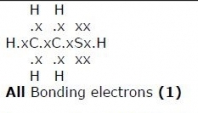 H H
.x .x xx
H.xC.xC.xSx.H
.x .x xx
H H
All Bonding electrons (1)